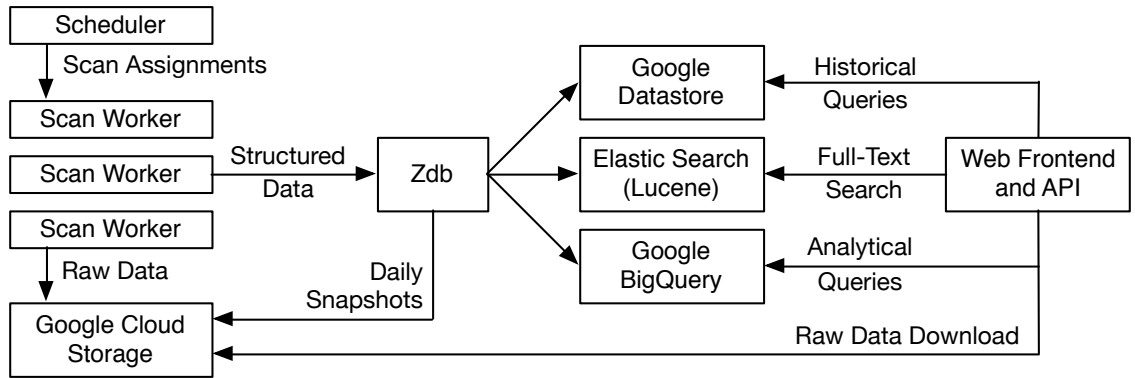 Scheduler
Scan Assignments
Scan Worker
Scan Worker
Scan Worker
Raw Data
Google Cloud
Storage
Structured
Data
Zdb
Daily
Snapshots
Google
Datastore
Elastic Search
(Lucene)
Google
BigQuery
Historical
Queries
Full-Text
Search
Analytical
Queries
Raw Data Download
Web Frontend
and API